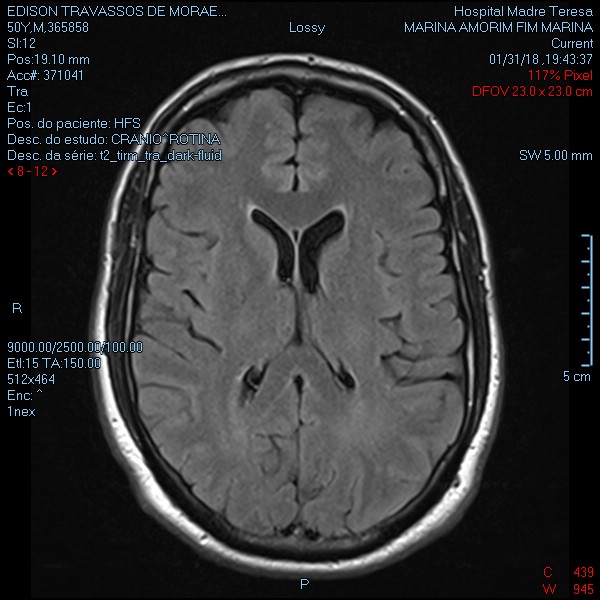 EDISON TRAVASSOS DE MORAE...
50Y,M,365858
Sl:12
Pos:19.10 mm
Acc#: 371041
Tra
Ec:1
Pos. do paciente: HFS
Desc. do estudo: CRANIO^ROTINA
Desc. da série: t2_tirm_tra_dark-fluid
< 8 - 12 >
Lossy
Hospital Madre Teresa
MARINA AMORIM FIM MARINA
Current
01/31/18 ,19:43:37
117% Pixel
DFOV 23.0 x 23.0 cm
SW 5.00 mm
R
9000.00/2500.00/100.00
Etl:15 TA:150.00
512x464
Enc: ^
1nex
5 cm
P
C 439
W 945